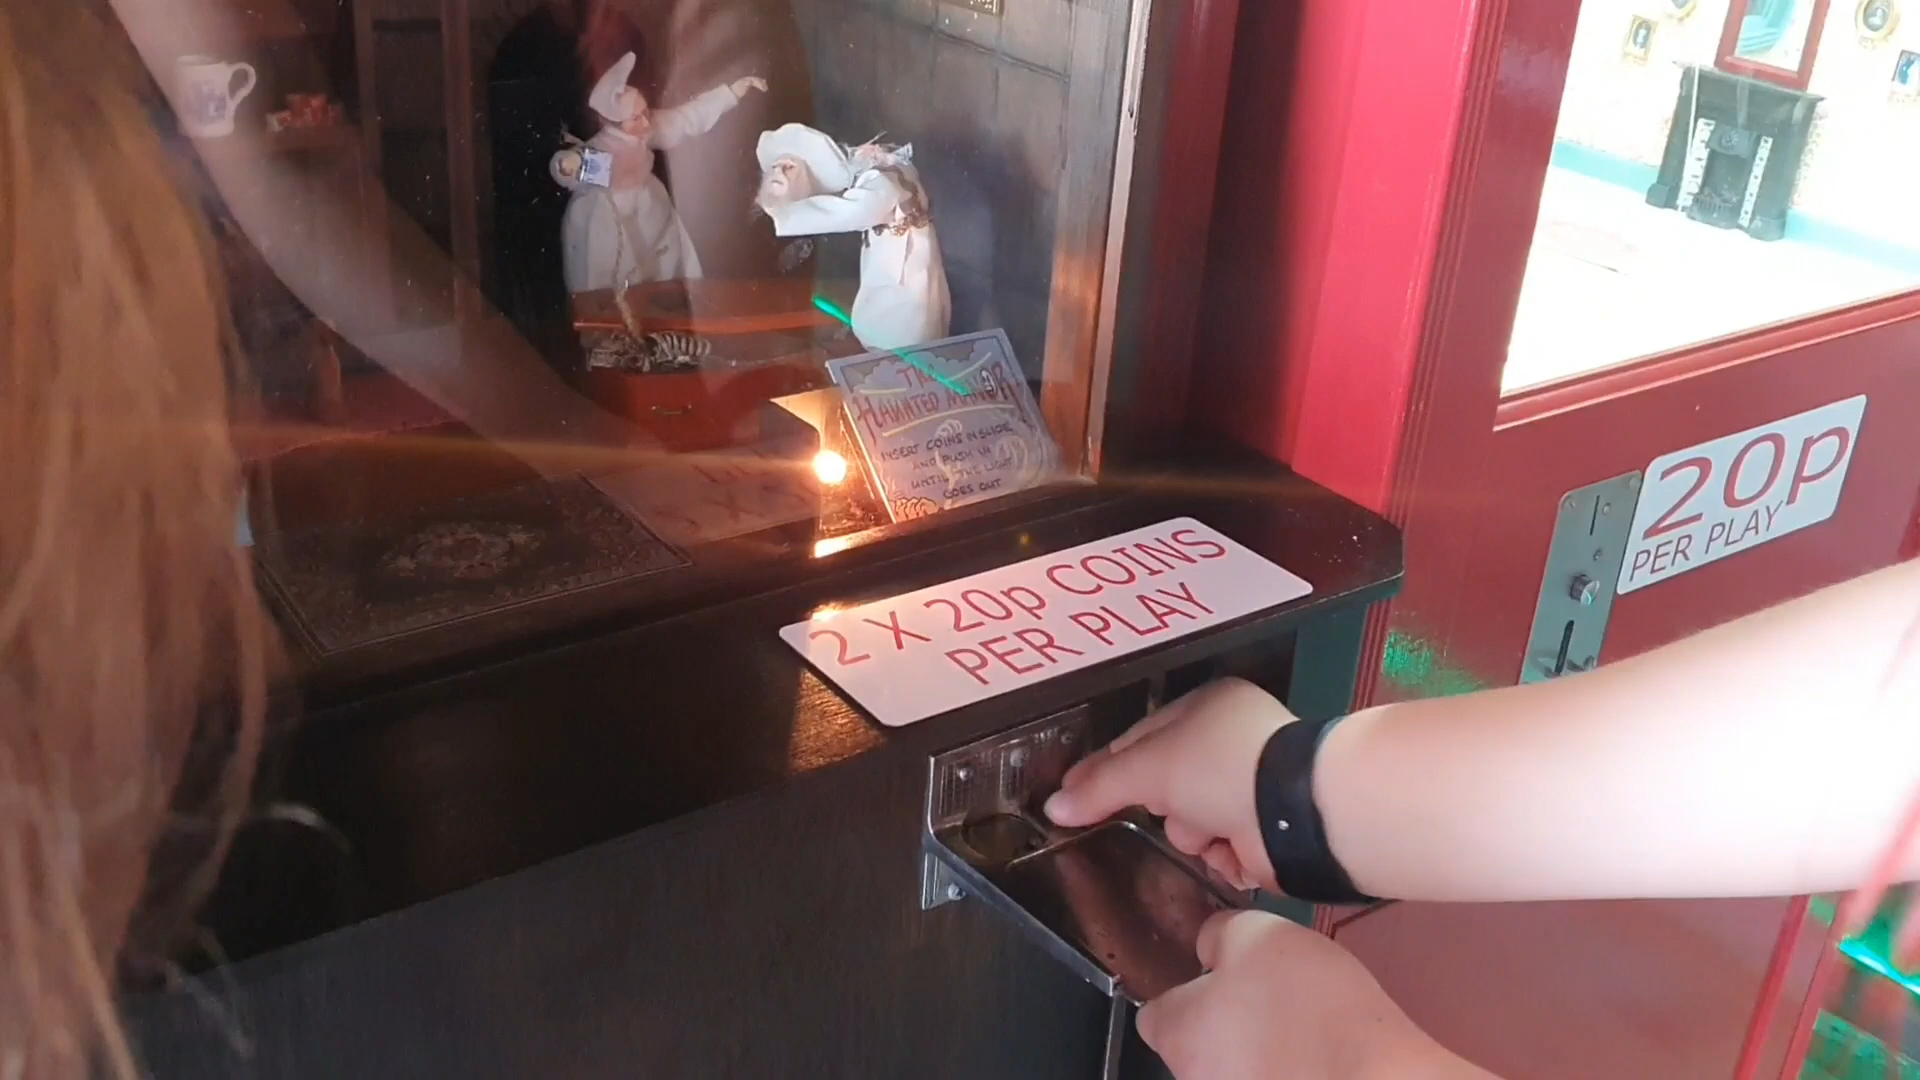 THE
HAUNTED MANOR
INSERT COINS IN SLIDE
AND PUSH IN
UNTIL THE LIGHT
GOES OUT
2 X 20p COINS
PER PLAY
20p
PER PLAY